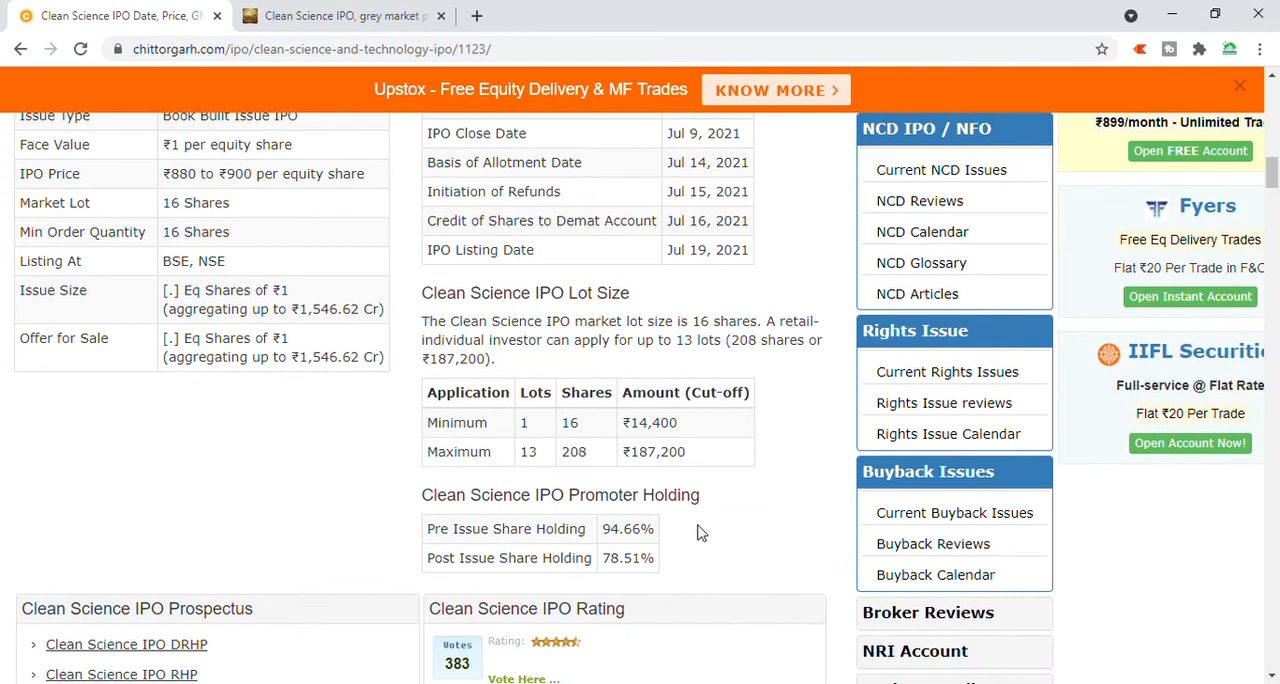 Clean Science IPO Date, Price, GM
Clean Science IPO, grey market p
chittorgarh.com/ipo/clean-science-and-technology-ipo/1123/
Upstox - Free Equity Delivery & MF Trades
KNOW MORE >
Issue Type Book Built Issue IPO
Face Value ₹1 per equity share
IPO Price ₹880 to ₹900 per equity share
Market Lot 16 Shares
Min Order Quantity 16 Shares
Listing At BSE, NSE
Issue Size [.] Eq Shares of ₹1
(aggregating up to ₹1,546.62 Cr)
Offer for Sale [.] Eq Shares of ₹1
(aggregating up to ₹1,546.62 Cr)
IPO Close Date Jul 9, 2021
Basis of Allotment Date Jul 14, 2021
Initiation of Refunds Jul 15, 2021
Credit of Shares to Demat Account Jul 16, 2021
IPO Listing Date Jul 19, 2021
Clean Science IPO Lot Size
The Clean Science IPO market lot size is 16 shares. A retail-
individual investor can apply for up to 13 lots (208 shares or
₹187,200).
Application Lots Shares Amount (Cut-off)
Minimum 1 16 ₹14,400
Maximum 13 208 ₹187,200
Clean Science IPO Promoter Holding
Pre Issue Share Holding 94.66%
Post Issue Share Holding 78.51%
Clean Science IPO Prospectus
› Clean Science IPO DRHP
› Clean Science IPO RHP
Clean Science IPO Rating
Votes
383
Rating:
Vote Here ...
NCD IPO / NFO
Current NCD Issues
NCD Reviews
NCD Calendar
NCD Glossary
NCD Articles
Rights Issue
Current Rights Issues
Rights Issue reviews
Rights Issue Calendar
Buyback Issues
Current Buyback Issues
Buyback Reviews
Buyback Calendar
Broker Reviews
NRI Account
₹899/month - Unlimited Tra
Open FREE Account
Fyers
Free Eq Delivery Trades
Flat ₹20 Per Trade in F&O
Open Instant Account
IIFL Securitie
Full-service @ Flat Rate
Flat ₹20 Per Trade
Open Account Now!